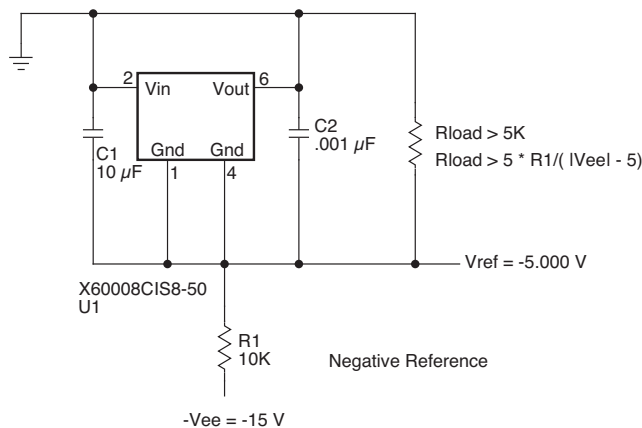 2
6
Vin
Vout
C2
.001 µF
Rload > 5K
Rload > 5 * R1/( |Vee| - 5)
Gnd
Gnd
C1
10 µF
1
4
Vref = -5.000 V
X60008CIS8-50
U1
R1
10K
Negative Reference
-Vee = -15 V